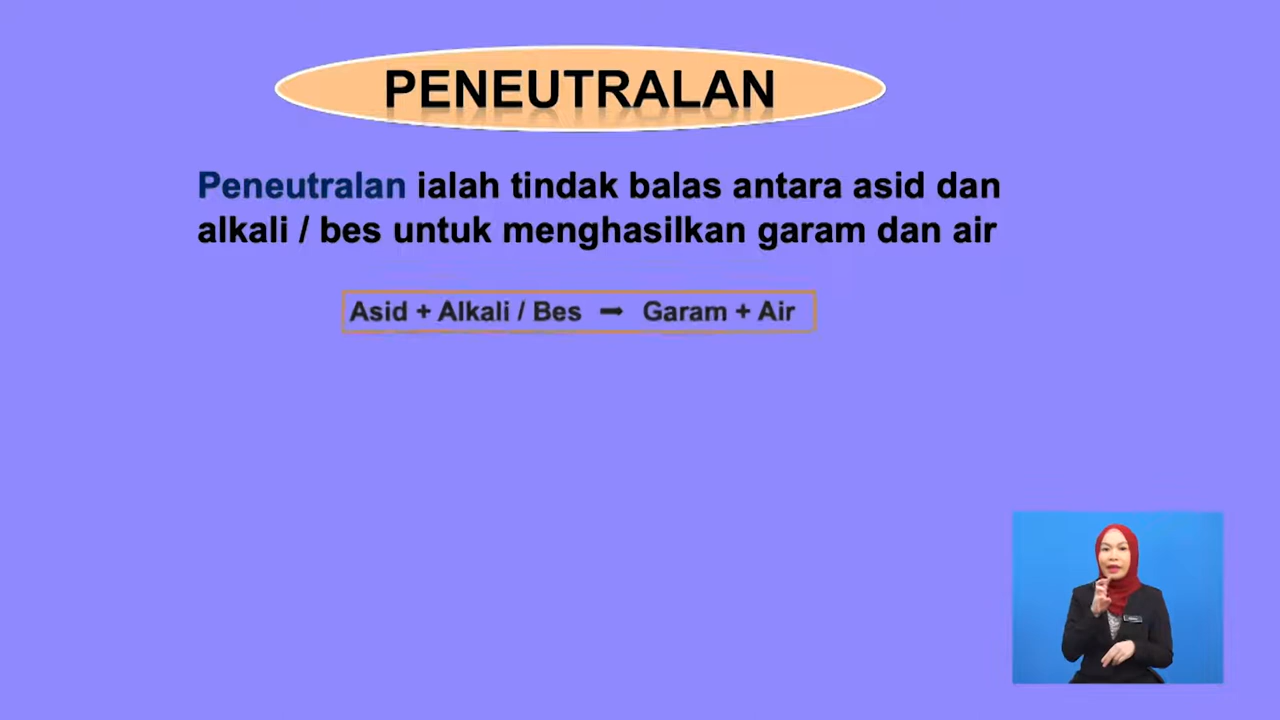 PENEUTRALAN
Peneutralan ialah tindak balas antara asid dan
alkali / bes untuk menghasilkan garam dan air
Asid + Alkali / Bes ➞ Garam + Air